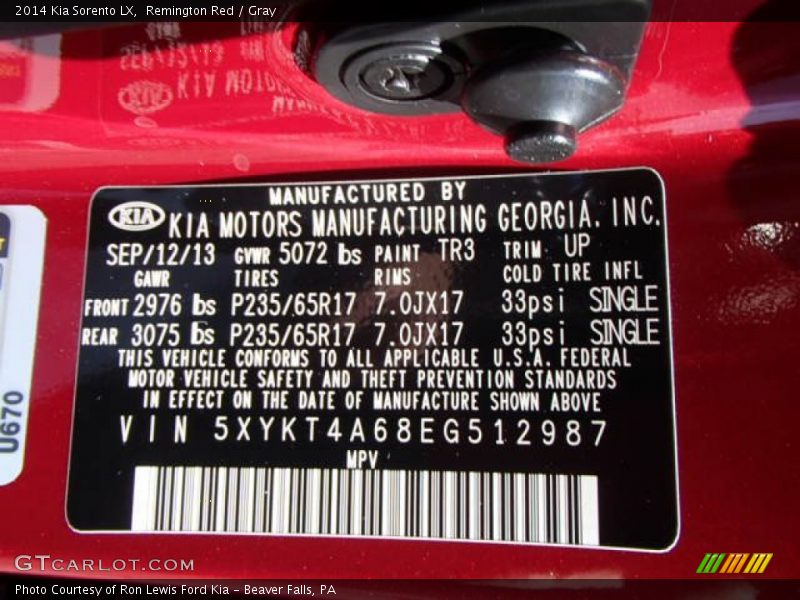 2014 Kia Sorento LX, Remington Red / Gray
MANUFACTURED BY
KIA KIA MOTORS MANUFACTURING GEORGIA. INC.
SEP/12/13 GVWR 5072 lbs PAINT TR3 TRIM UP
GAWR TIRES RIMS COLD TIRE INFL
FRONT 2976 lbs P235/65R17 7.0JX17 33psi SINGLE
REAR 3075 lbs P235/65R17 7.0JX17 33psi SINGLE
THIS VEHICLE CONFORMS TO ALL APPLICABLE U.S.A. FEDERAL
MOTOR VEHICLE SAFETY AND THEFT PREVENTION STANDARDS
IN EFFECT ON THE DATE OF MANUFACTURE SHOWN ABOVE
VIN 5XYKT4A68EG512987
MPV
U670
GTCARLOT.COM
Photo Courtesy of Ron Lewis Ford Kia - Beaver Falls, PA